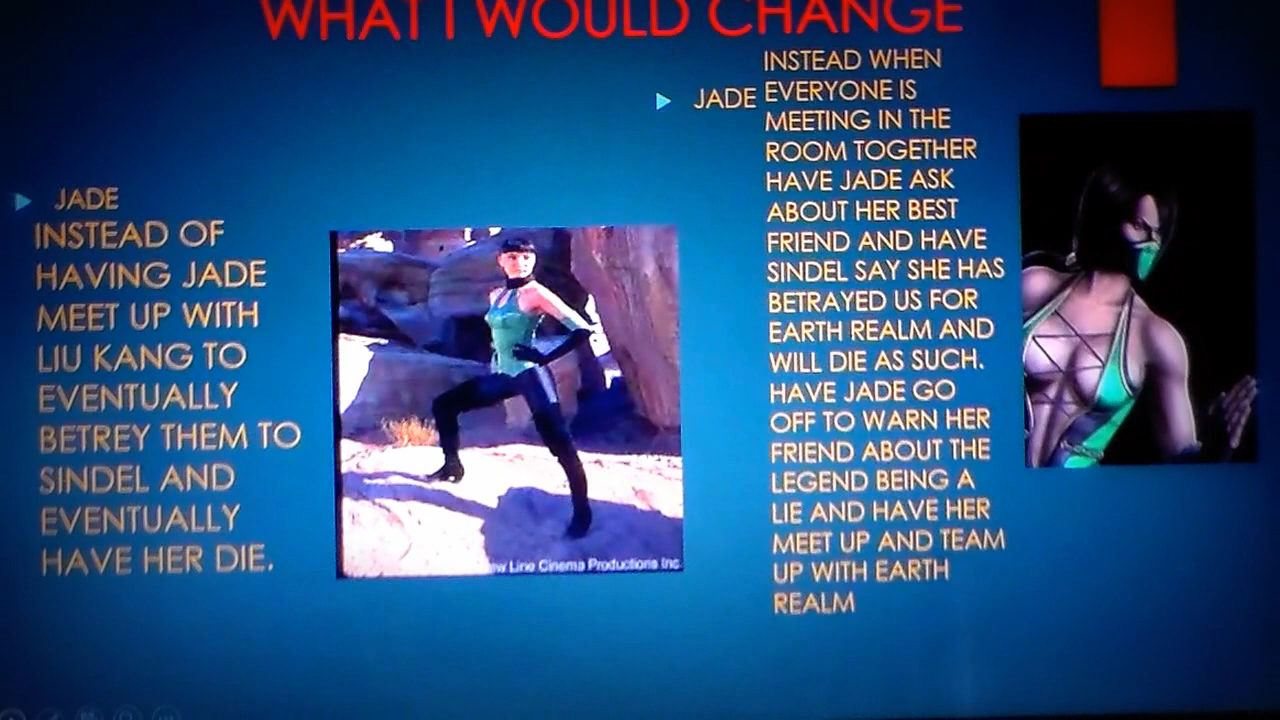 WHAT I WOULD CHANGE
JADE
INSTEAD OF
HAVING JADE
MEET UP WITH
LIU KANG TO
EVENTUALLY
BETREY THEM TO
SINDEL AND
EVENTUALLY
HAVE HER DIE.
ew Line Cinema Productions Inc
JADE
INSTEAD WHEN
EVERYONE IS
MEETING IN THE
ROOM TOGETHER
HAVE JADE ASK
ABOUT HER BEST
FRIEND AND HAVE
SINDEL SAY SHE HAS
BETRAYED US FOR
EARTH REALM AND
WILL DIE AS SUCH.
HAVE JADE GO
OFF TO WARN HER
FRIEND ABOUT THE
LEGEND BEING A
LIE AND HAVE HER
MEET UP AND TEAM
UP WITH EARTH
REALM